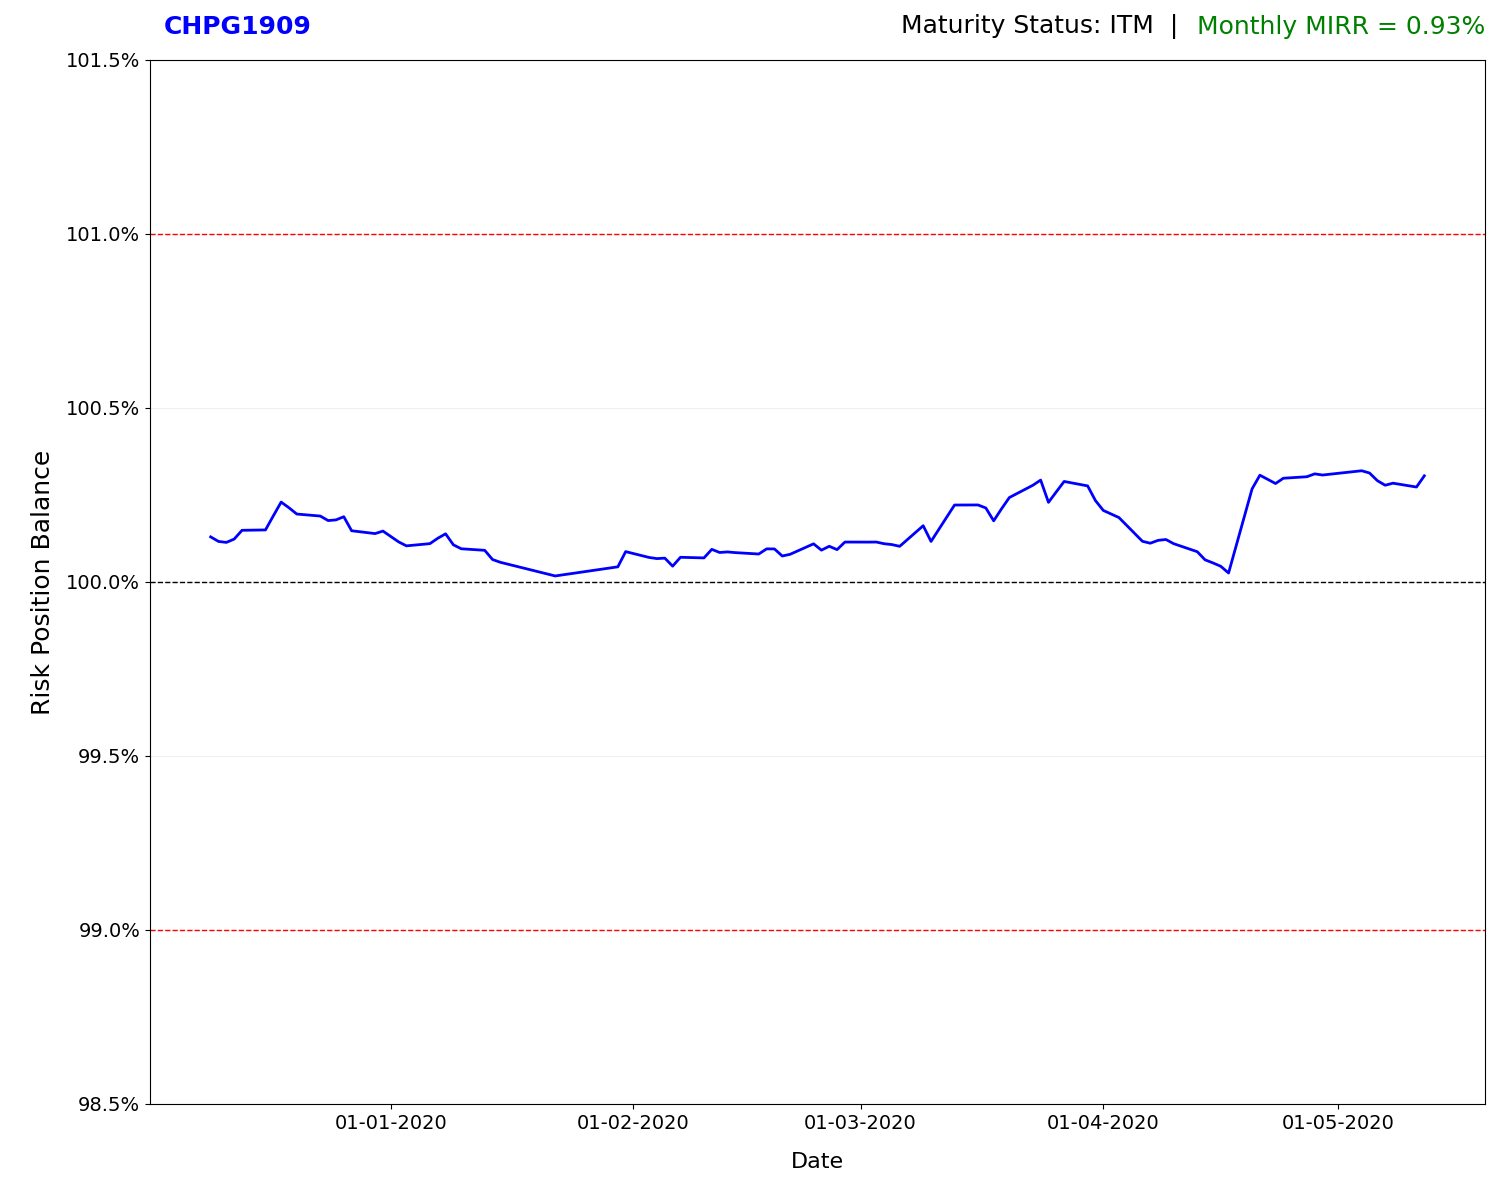 CHPG1909
Maturity Status: ITM | Monthly MIRR = 0.93%
101.5%
101.0%
100.5%
100.0%
99.5%
99.0%
98.5%
Risk Position Balance
01-01-2020 01-02-2020 01-03-2020 01-04-2020 01-05-2020
Date